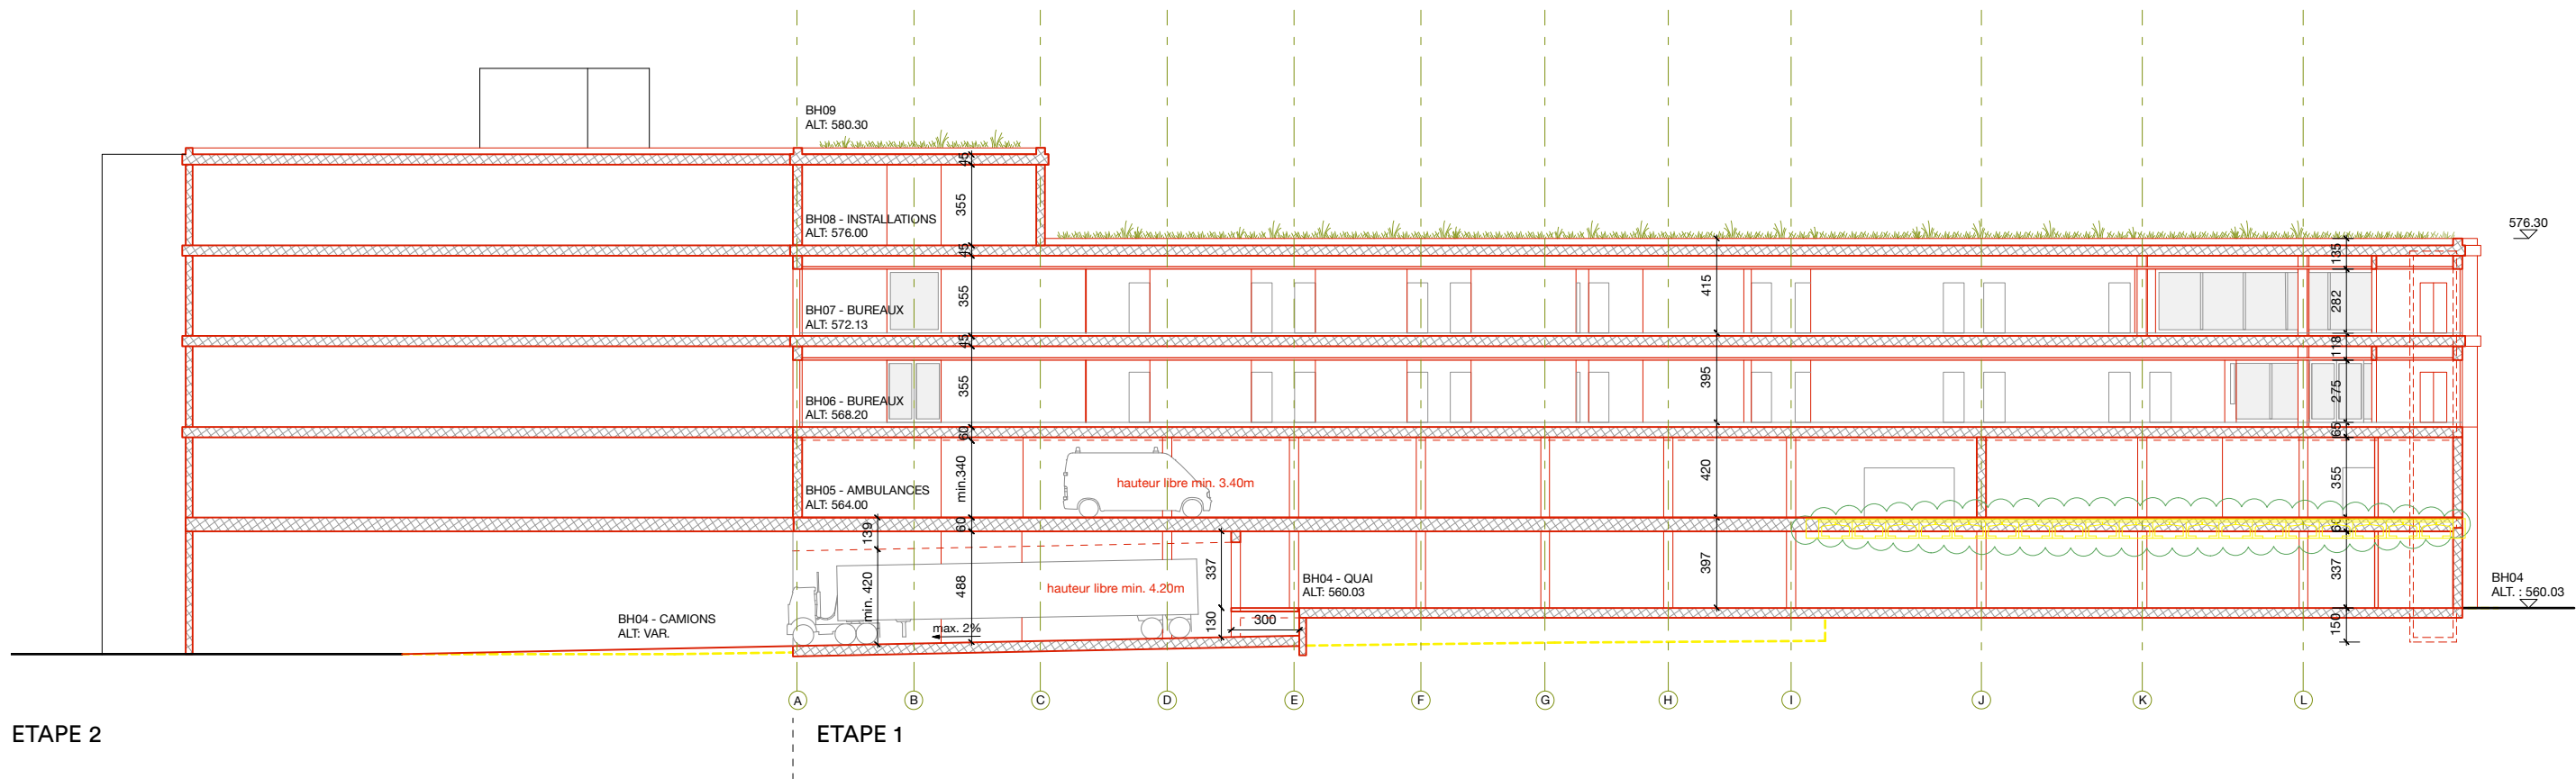 BH09
ALT: 580.30
45
355
BH08 - INSTALLATIONS
ALT: 576.00
576.30
45
135
355
415
282
BH07 - BUREAUX
ALT: 572.13
45
118
355
395
275
BH06 - BUREAUX
ALT: 568.20
60
65
min.340
hauteur libre min. 3.40m
420
355
BH05 - AMBULANCES
ALT: 564.00
60
139
min. 420
488
hauteur libre min. 4.20m
337
130
300
BH04 - QUAI
ALT: 560.03
397
337
150
BH04
ALT. : 560.03
BH04 - CAMIONS
ALT: VAR.
max. 2%
A
B
C
D
E
F
G
H
I
J
K
L
ETAPE 2
ETAPE 1